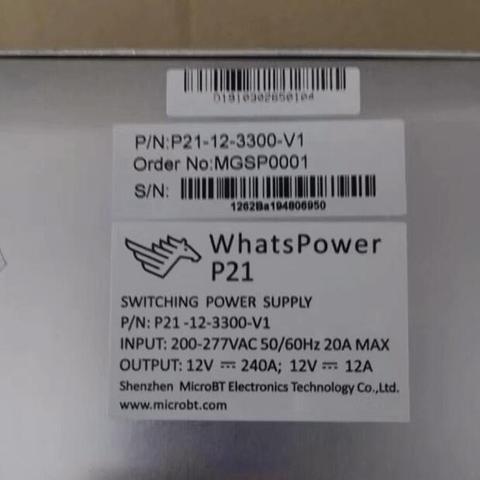 D1910302650104
P/N:P21-12-3300-V1
Order No:MGSP0001
S/N:
1262Ba194806950
WhatsPower
P21
SWITCHING POWER SUPPLY
P/N: P21 -12-3300-V1
INPUT: 200-277VAC 50/60Hz 20A MAX
OUTPUT: 12V ⎓ 240A; 12V ⎓ 12A
Shenzhen MicroBT Electronics Technology Co.,Ltd.
www.microbt.com